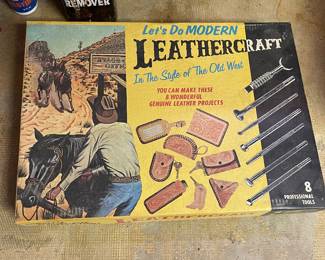 REMOVER
Let's Do MODERN
LEATHERCRAFT
In The Style of The Old West
YOU CAN MAKE THESE
8 WONDERFUL
GENUINE LEATHER PROJECTS
8
PROFESSIONAL
TOOLS